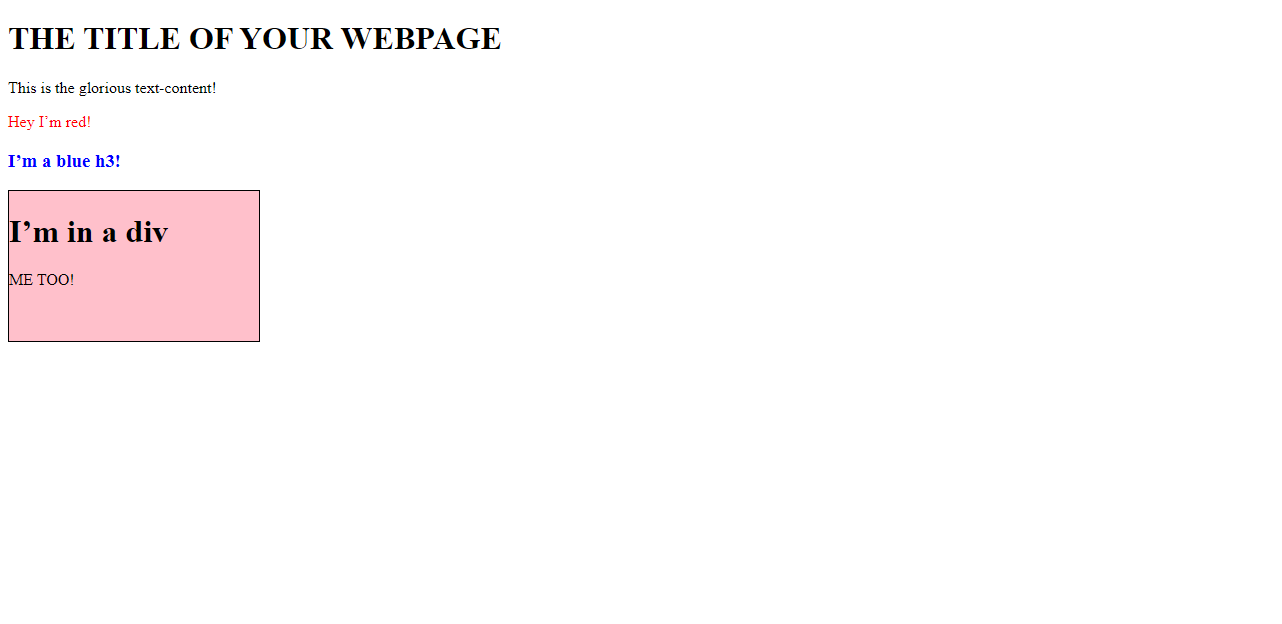 THE TITLE OF YOUR WEBPAGE
This is the glorious text-content!
Hey I’m red!
I’m a blue h3!
I’m in a div
ME TOO!